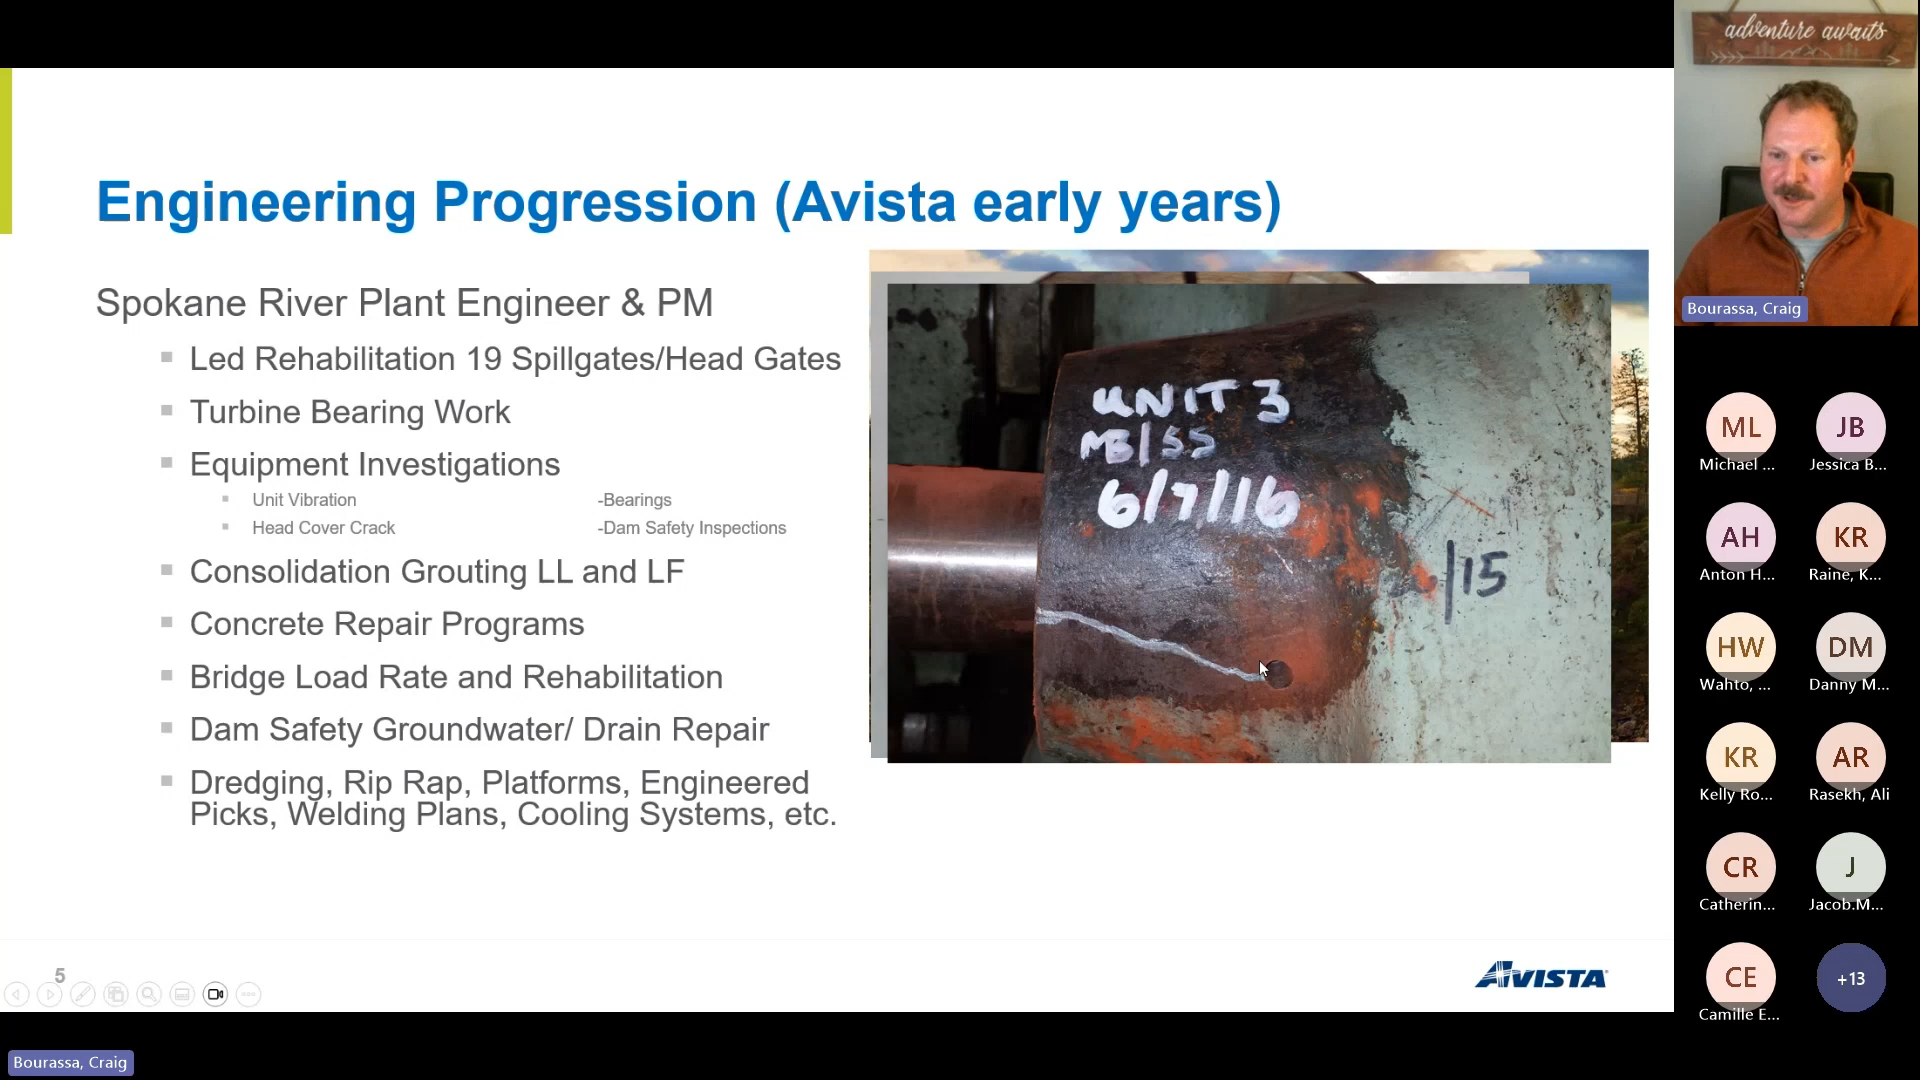 adventure awaits
Engineering Progression (Avista early years)
Spokane River Plant Engineer & PM
Led Rehabilitation 19 Spillgates/Head Gates
Turbine Bearing Work
Equipment Investigations
Unit Vibration -Bearings
Head Cover Crack -Dam Safety Inspections
Consolidation Grouting LL and LF
Concrete Repair Programs
Bridge Load Rate and Rehabilitation
Dam Safety Groundwater/ Drain Repair
Dredging, Rip Rap, Platforms, Engineered
Picks, Welding Plans, Cooling Systems, etc.
UNIT 3
MB/SS
6/7/16
/15
5
AVISTA
Bourassa, Craig
ML JB
Michael ... Jessica B...
AH KR
Anton H... Raine, K...
HW DM
Wahto, ... Danny M...
KR AR
Kelly Ro... Rasekh, Ali
CR J
Catherin... Jacob.M...
CE +13
Camille E...
Bourassa, Craig